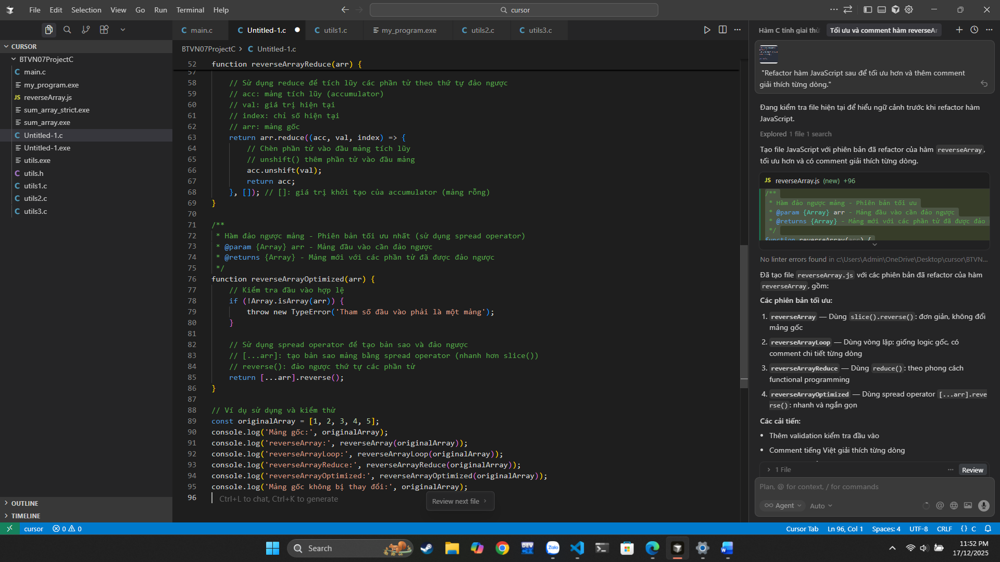 File Edit Selection View Go Run Terminal Help
cursor
main.c
Untitled-1.c
utils1.c
my_program.exe
utils2.c
utils3.c
CURSOR
BTVN07ProjectC
main.c
my_program.exe
JS reverseArray.js
sum_array_strict.exe
sum_array.exe
Untitled-1.c
Untitled-1.exe
utils.exe
utils.h
utils1.c
utils2.c
utils3.c
OUTLINE
TIMELINE
BTVN07ProjectC > C Untitled-1.c
52 function reverseArrayReduce(arr) {
57
58 // Sử dụng reduce để tích lũy các phần tử theo thứ tự đảo ngược
59 // acc: mảng tích lũy (accumulator)
60 // val: giá trị hiện tại
61 // index: chỉ số hiện tại
62 // arr: mảng gốc
63 return arr.reduce((acc, val, index) => {
64 // Chèn phần tử vào đầu mảng tích lũy
65 // unshift() thêm phần tử vào đầu mảng
66 acc.unshift(val);
67 return acc;
68 }, []); // []: giá trị khởi tạo của accumulator (mảng rỗng)
69 }
70
71 /**
72 * Hàm đảo ngược mảng - Phiên bản tối ưu nhất (sử dụng spread operator)
73 * @param {Array} arr - Mảng đầu vào cần đảo ngược
74 * @returns {Array} - Mảng mới với các phần tử đã được đảo ngược
75 */
76 function reverseArrayOptimized(arr) {
77 // Kiểm tra đầu vào hợp lệ
78 if (!Array.isArray(arr)) {
79 throw new TypeError('Tham số đầu vào phải là một mảng');
80 }
81
82 // Sử dụng spread operator để tạo bản sao và đảo ngược
83 // [...arr]: tạo bản sao mảng bằng spread operator (nhanh hơn slice())
84 // reverse(): đảo ngược thứ tự các phần tử
85 return [...arr].reverse();
86 }
87
88 // Ví dụ sử dụng và kiểm thử
89 const originalArray = [1, 2, 3, 4, 5];
90 console.log('Mảng gốc:', originalArray);
91 console.log('reverseArray:', reverseArray(originalArray));
92 console.log('reverseArrayLoop:', reverseArrayLoop(originalArray));
93 console.log('reverseArrayReduce:', reverseArrayReduce(originalArray));
94 console.log('reverseArrayOptimized:', reverseArrayOptimized(originalArray));
95 console.log('Mảng gốc không bị thay đổi:', originalArray);
96 Ctrl+L to chat, Ctrl+K to generate
Review next file
Hàm C tính giai thừ
Tối ưu và comment hàm reverseAr
"Refactor hàm JavaScript sau để tối ưu hơn và thêm comment
giải thích từng dòng."
Đang kiểm tra file hiện tại để hiểu ngữ cảnh trước khi refactor hàm
JavaScript.
Explored 1 file 1 search
Tạo file JavaScript với phiên bản đã refactor của hàm reverseArray,
tối ưu hơn và có comment giải thích từng dòng.
JS reverseArray.js (new) +96
/**
* Hàm đảo ngược mảng - Phiên bản tối ưu
* @param {Array} arr - Mảng đầu vào cần đảo ngược
* @returns {Array} - Mảng mới với các phần tử đã được đảo
*/
function reverseArray(arr) {
No linter errors found in c:\Users\Admin\OneDrive\Desktop\cursor\BTVN...
Đã tạo file reverseArray.js với các phiên bản đã refactor của hàm
reverseArray, gồm:
Các phiên bản tối ưu:
1. reverseArray — Dùng slice().reverse(): đơn giản, không đổi
mảng gốc
2. reverseArrayLoop — Dùng vòng lặp: giống logic gốc, có
comment chi tiết từng dòng
3. reverseArrayReduce — Dùng reduce(): theo phong cách
functional programming
4. reverseArrayOptimized — Dùng spread operator [...arr].reve
rse(): nhanh và ngắn gọn
Các cải tiến:
• Thêm validation kiểm tra đầu vào
• Comment tiếng Việt giải thích từng dòng
1 File
Review
Plan, @ for context, / for commands
Agent Auto
cursor 0 0
Cursor Tab Ln 96, Col 1 Spaces: 4 UTF-8 CRLF {} C
Search
DEV
Zalo
11:52 PM
17/12/2025